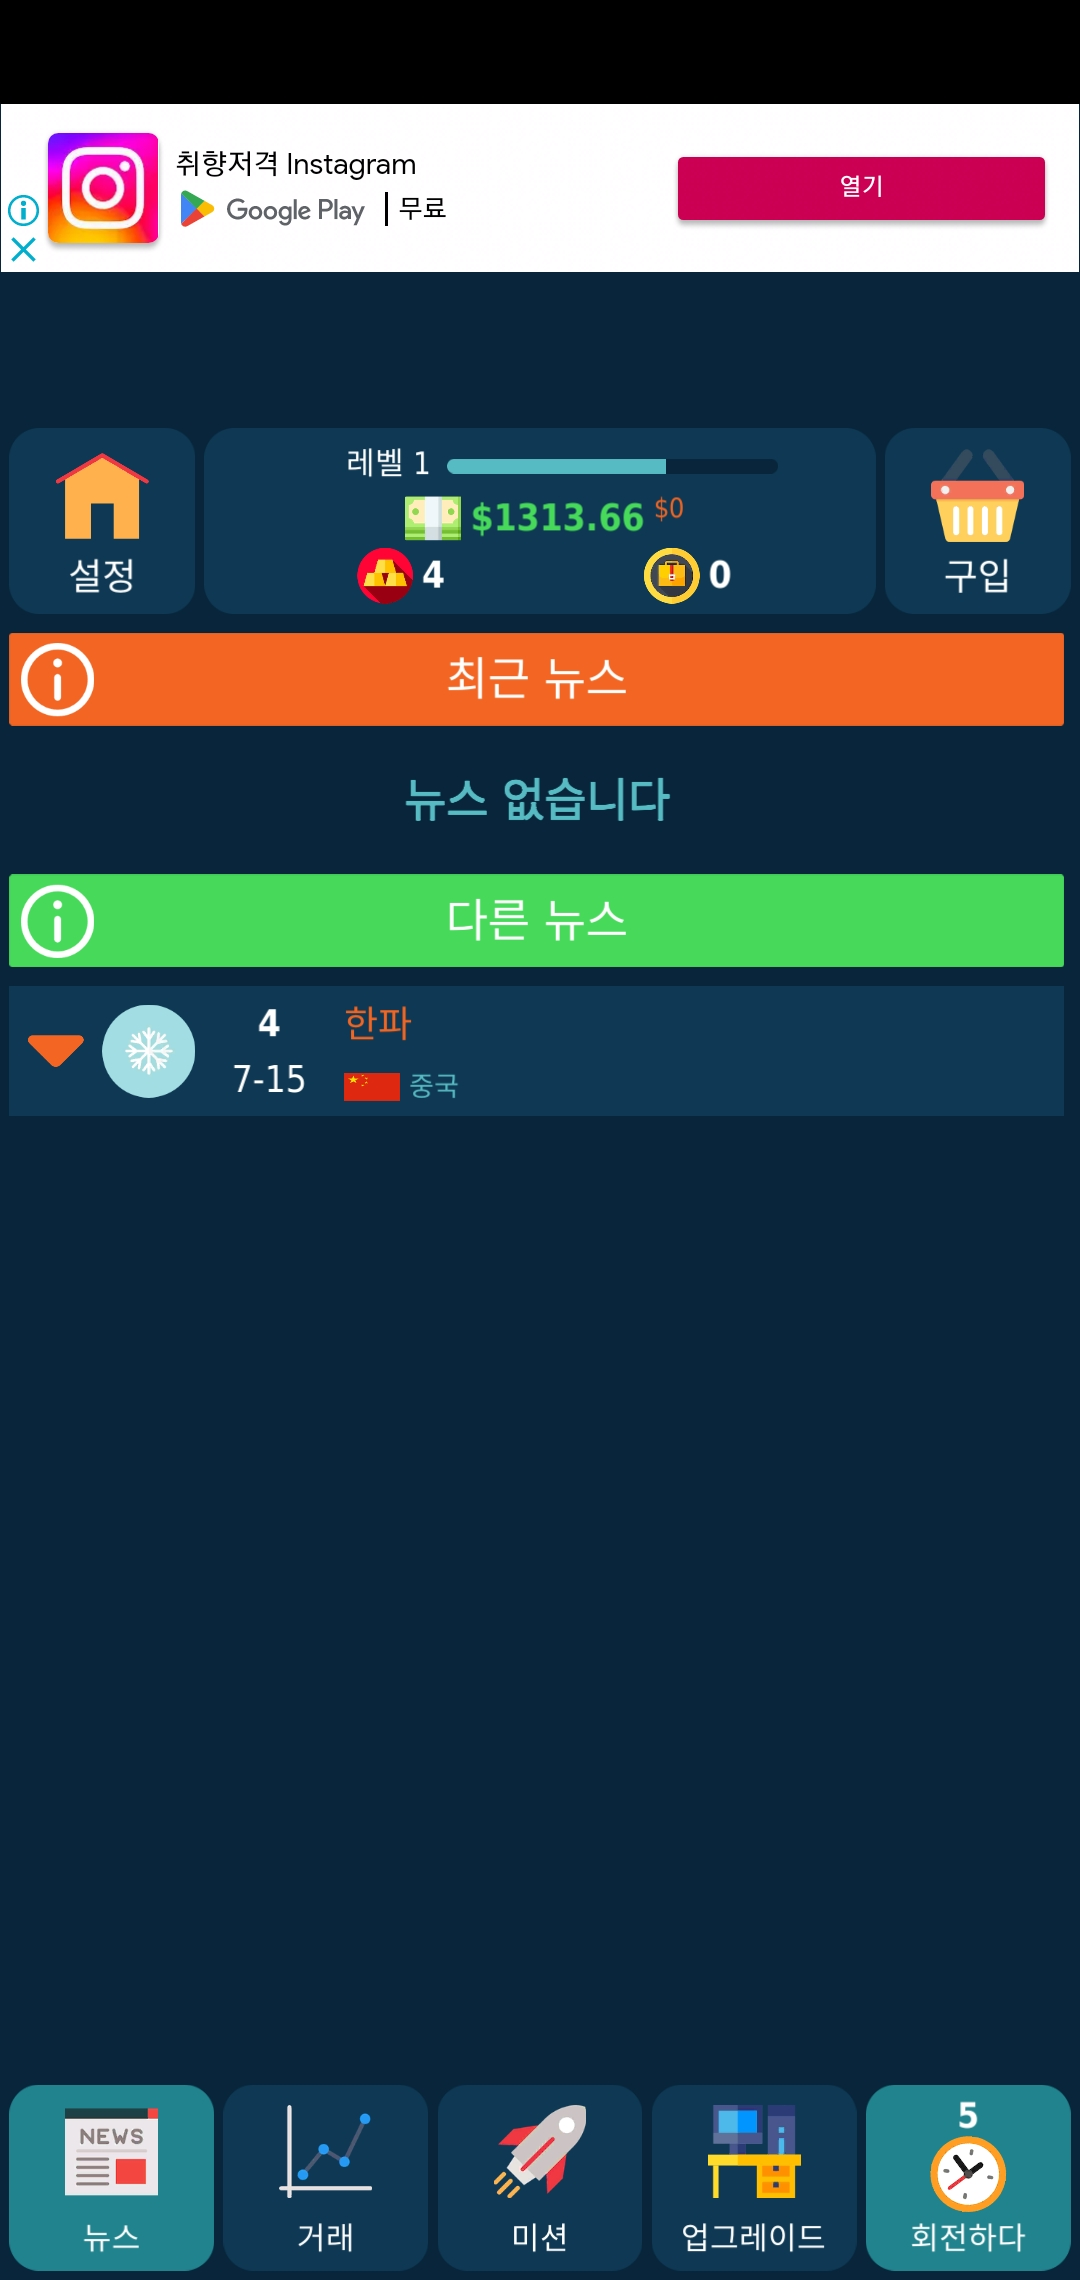 취향저격 Instagram
Google Play | 무료
열기
설정
레벨 1
$1313.66 $0
4
0
구입
최근 뉴스
뉴스 없습니다
다른 뉴스
4
한파
7-15
중국
NEWS
뉴스
거래
미션
업그레이드
5
회전하다